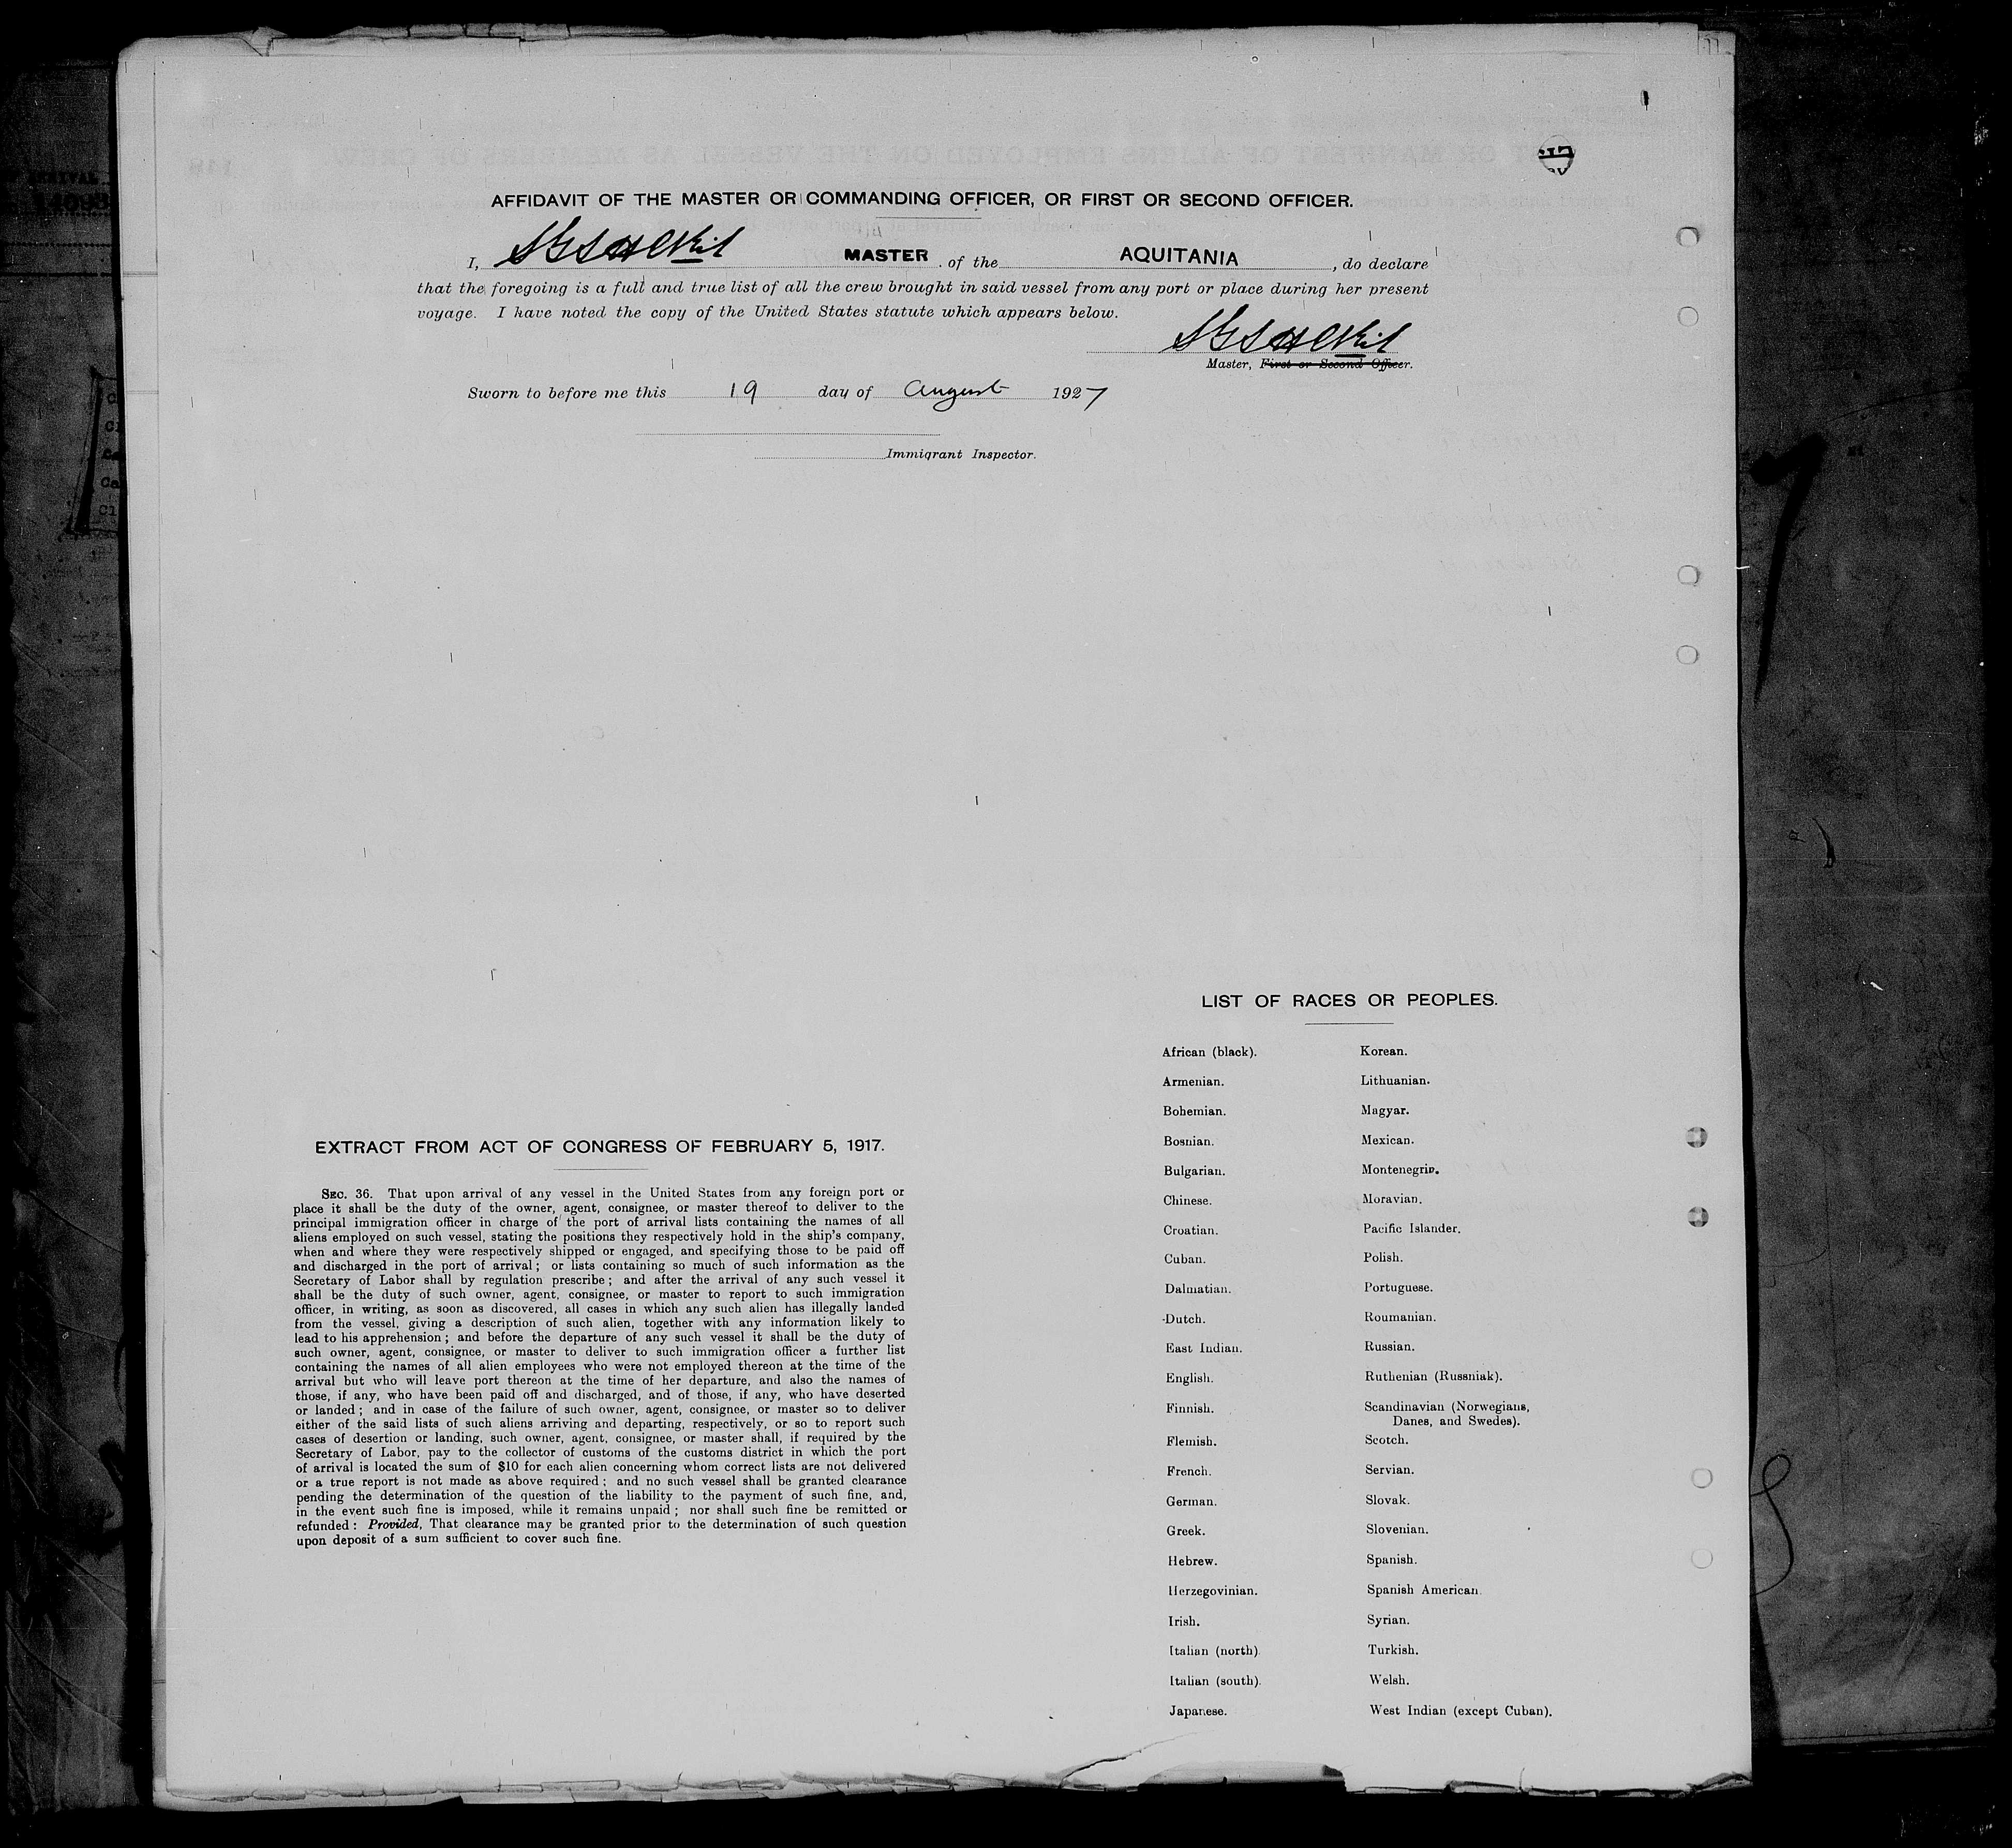 AFFIDAVIT OF THE MASTER OR COMMANDING OFFICER, OR FIRST OR SECOND OFFICER.
I, MASTER of the AQUITANIA, do declare
that the foregoing is a full and true list of all the crew brought in said vessel from any port or place during her present
voyage. I have noted the copy of the United States statute which appears below.
Master, First or Second Officer.
Sworn to before me this 19 day of August 1927
Immigrant Inspector.
EXTRACT FROM ACT OF CONGRESS OF FEBRUARY 5, 1917.
SEC. 36. That upon arrival of any vessel in the United States from any foreign port or
place it shall be the duty of the owner, agent, consignee, or master thereof to deliver to the
principal immigration officer in charge of the port of arrival lists containing the names of all
aliens employed on such vessel, stating the positions they respectively hold in the ship's company,
when and where they were respectively shipped or engaged, and specifying those to be paid off
and discharged in the port of arrival; or lists containing so much of such information as the
Secretary of Labor shall by regulation prescribe; and after the arrival of any such vessel it
shall be the duty of such owner, agent, consignee, or master to report to such immigration
officer, in writing, as soon as discovered, all cases in which any such alien has illegally landed
from the vessel, giving a description of such alien, together with any information likely to
lead to his apprehension; and before the departure of any such vessel it shall be the duty of
such owner, agent, consignee, or master to deliver to such immigration officer a further list
containing the names of all alien employees who were not employed thereon at the time of the
arrival but who will leave port thereon at the time of her departure, and also the names of
those, if any, who have been paid off and discharged, and of those, if any, who have deserted
or landed; and in case of the failure of such owner, agent, consignee, or master so to deliver
either of the said lists of such aliens arriving and departing, respectively, or so to report such
cases of desertion or landing, such owner, agent, consignee, or master shall, if required by the
Secretary of Labor, pay to the collector of customs of the customs district in which the port
of arrival is located the sum of $10 for each alien concerning whom correct lists are not delivered
or a true report is not made as above required; and no such vessel shall be granted clearance
pending the determination of the question of the liability to the payment of such fine, and,
in the event such fine is imposed, while it remains unpaid; nor shall such fine be remitted or
refunded: Provided, That clearance may be granted prior to the determination of such question
upon deposit of a sum sufficient to cover such fine.
LIST OF RACES OR PEOPLES.
African (black).
Armenian.
Bohemian.
Bosnian.
Bulgarian.
Chinese.
Croatian.
Cuban.
Dalmatian.
Dutch.
East Indian.
English.
Finnish.
Flemish.
French.
German.
Greek.
Hebrew.
Herzegovinian.
Irish.
Italian (north).
Italian (south).
Japanese.
Korean.
Lithuanian.
Magyar.
Mexican.
Montenegrin.
Moravian.
Pacific Islander.
Polish.
Portuguese.
Roumanian.
Russian.
Ruthenian (Russniak).
Scandinavian (Norwegians,
Danes, and Swedes).
Scotch.
Servian.
Slovak.
Slovenian.
Spanish.
Spanish American.
Syrian.
Turkish.
Welsh.
West Indian (except Cuban).